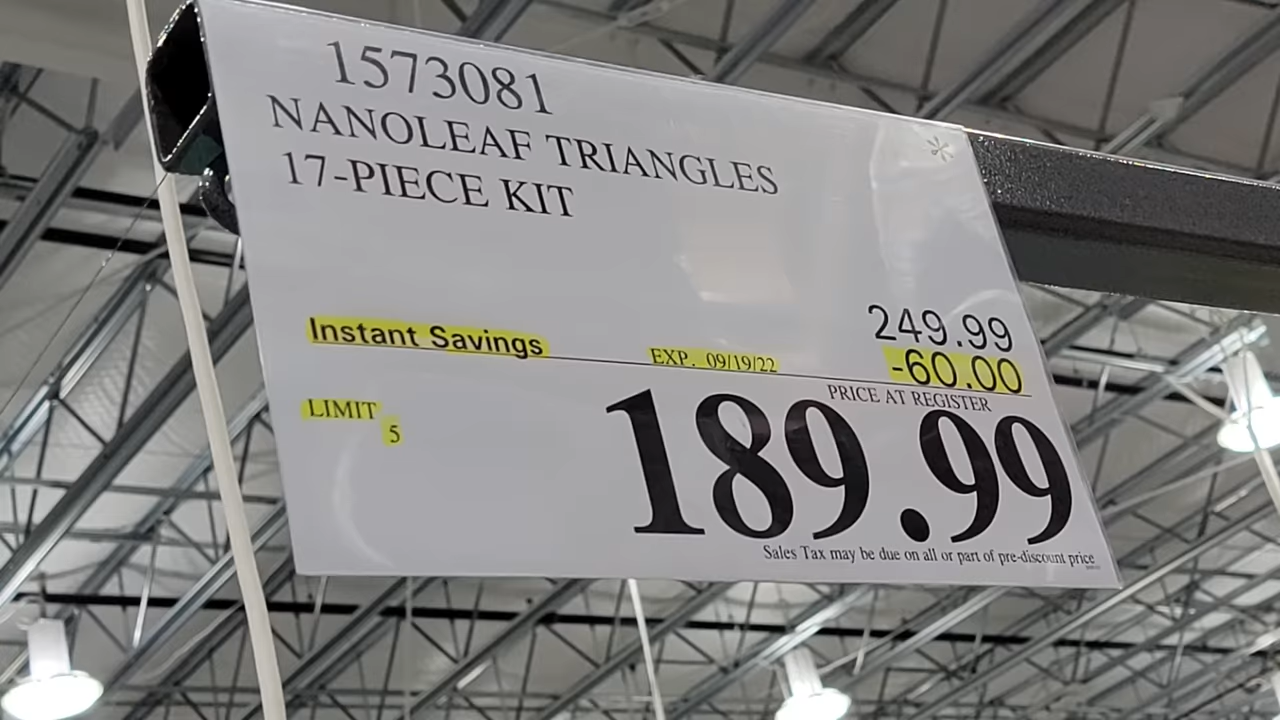 1573081
*
NANOLEAF TRIANGLES
17-PIECE KIT
249.99
Instant Savings EXP. 09/19/22 -60.00
PRICE AT REGISTER
LIMIT
5
189.99
Sales Tax may be due on all or part of pre-discount price